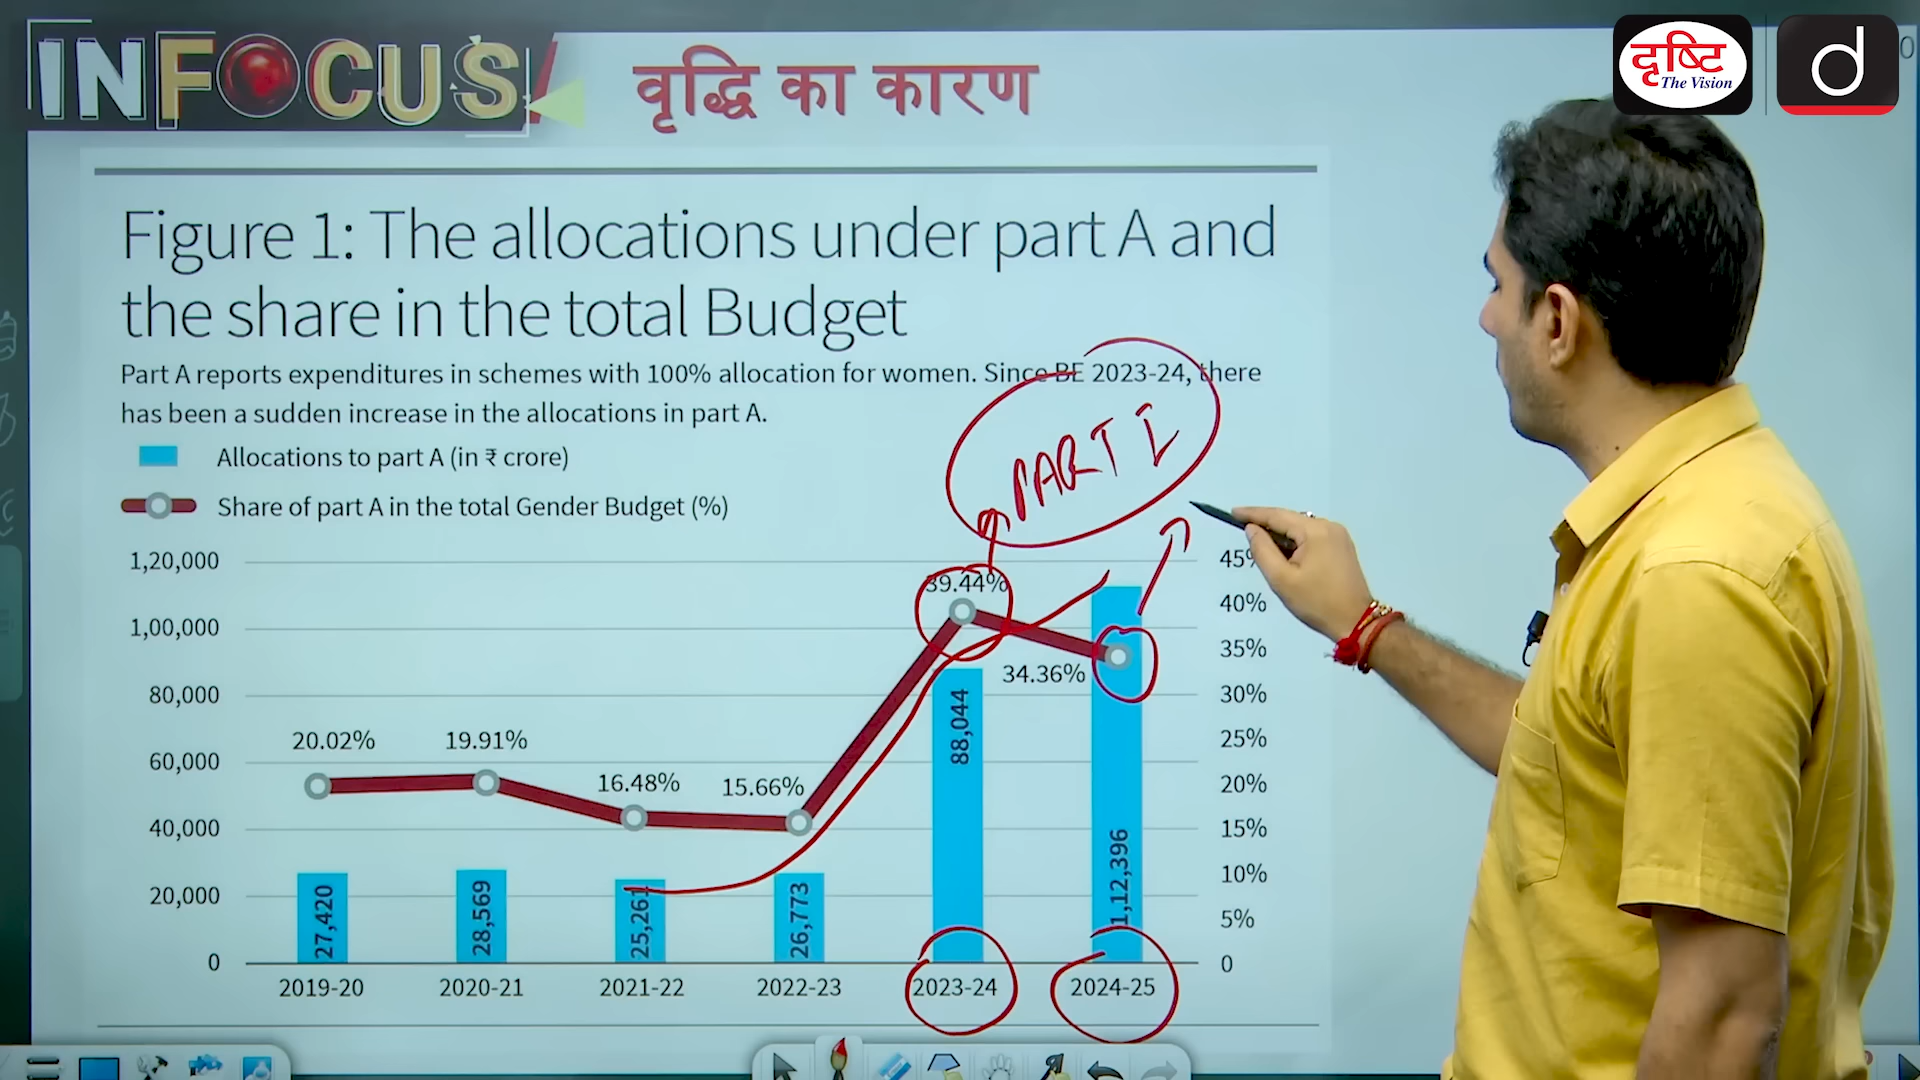 INFOCUS
वृद्धि का कारण
दृष्टि
The Vision
d
Figure 1: The allocations under part A and
the share in the total Budget
Part A reports expenditures in schemes with 100% allocation for women. Since BE 2023-24, there
has been a sudden increase in the allocations in part A.
PART I
Allocations to part A (in ₹ crore)
Share of part A in the total Gender Budget (%)
1,20,000
1,00,000
80,000
60,000
40,000
20,000
0
20.02%
19.91%
16.48%
15.66%
39.44%
34.36%
27,420
28,569
25,261
26,773
88,044
1,12,396
45%
40%
35%
30%
25%
20%
15%
10%
5%
0
2019-20
2020-21
2021-22
2022-23
2023-24
2024-25